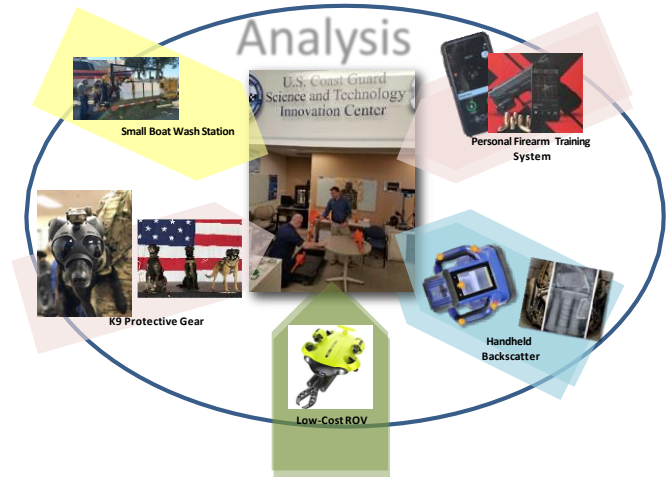 Analysis
U.S. Coast Guard
Science and Technology
Innovation Center
Small Boat Wash Station
Personal Firearm Training
System
K9 Protective Gear
Handheld
Backscatter
Low-Cost ROV